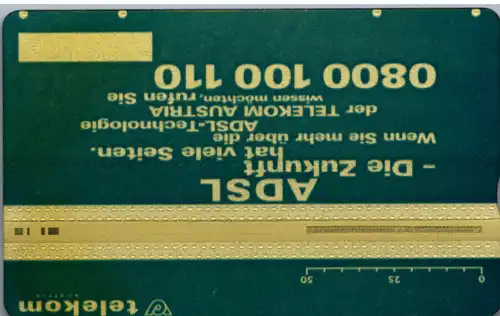 telekom
AUSTRIA
50 25 0
ADSL
– Die Zukunft
hat viele Seiten.
Wenn Sie mehr über die
ADSL-Technologie
der TELEKOM AUSTRIA
wissen möchten, rufen Sie
0800 100 110